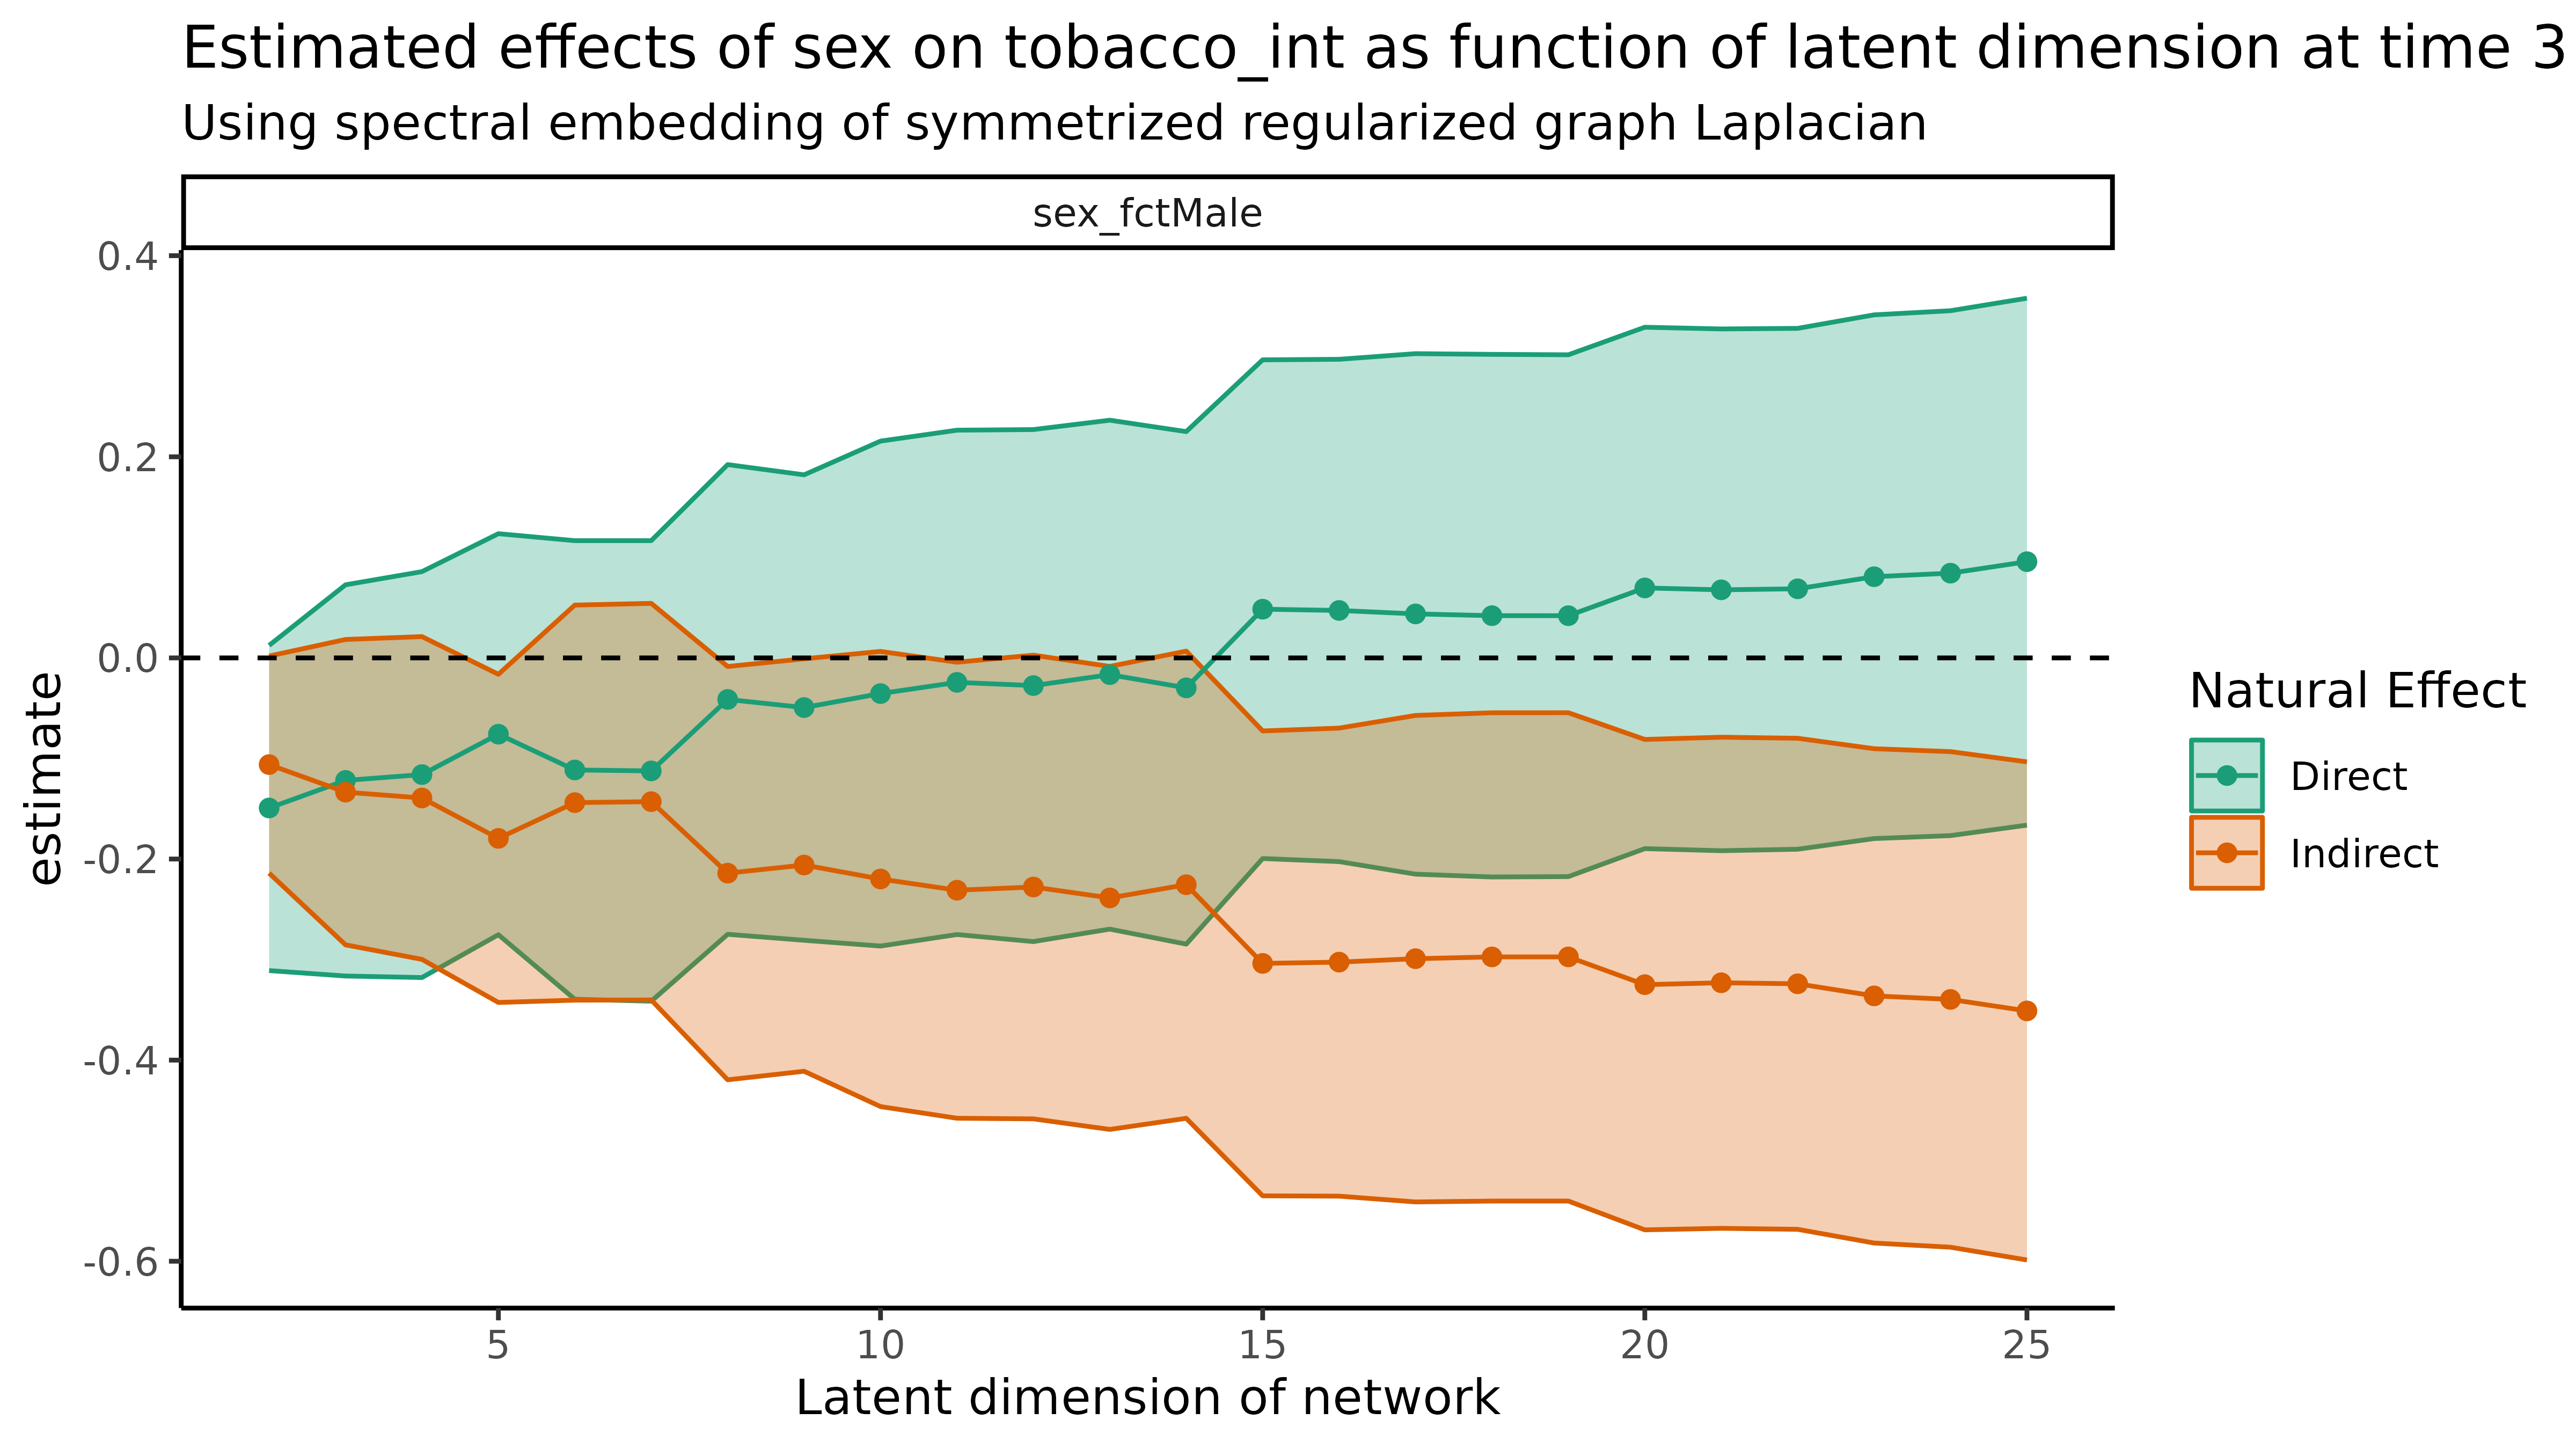 Estimated effects of sex on tobacco_int as function of latent dimension at time 3
Using spectral embedding of symmetrized regularized graph Laplacian
sex_fctMale
0.4
0.2
0.0
-0.2
-0.4
-0.6
estimate
5 10 15 20 25
Latent dimension of network
Natural Effect
Direct
Indirect